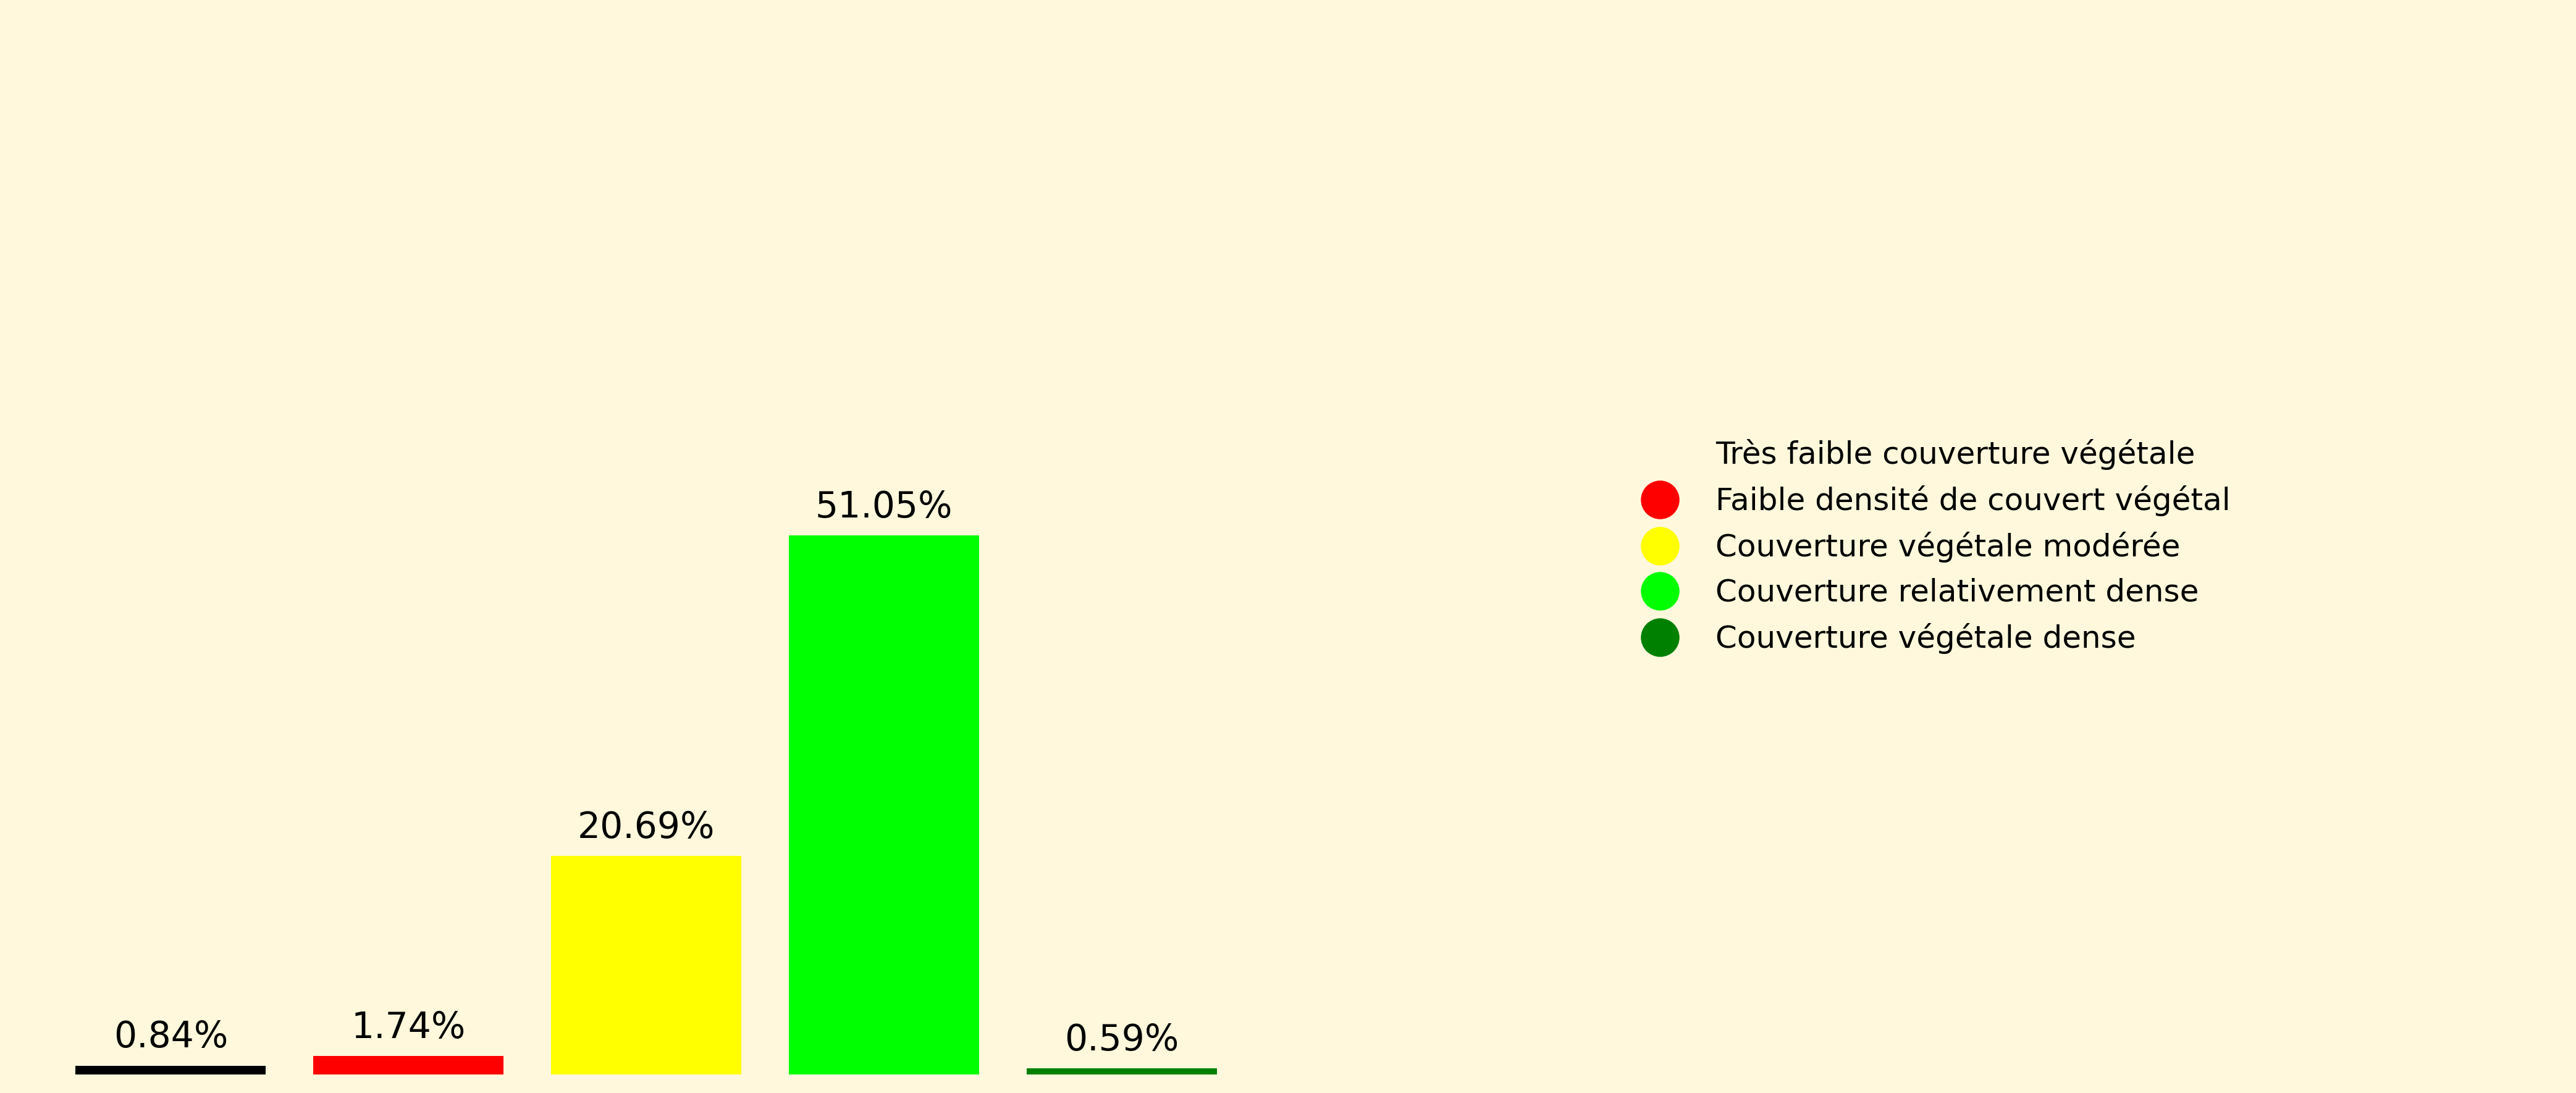 Très faible couverture végétale
Faible densité de couvert végétal
Couverture végétale modérée
Couverture relativement dense
Couverture végétale dense
51.05%
20.69%
1.74%
0.84%
0.59%